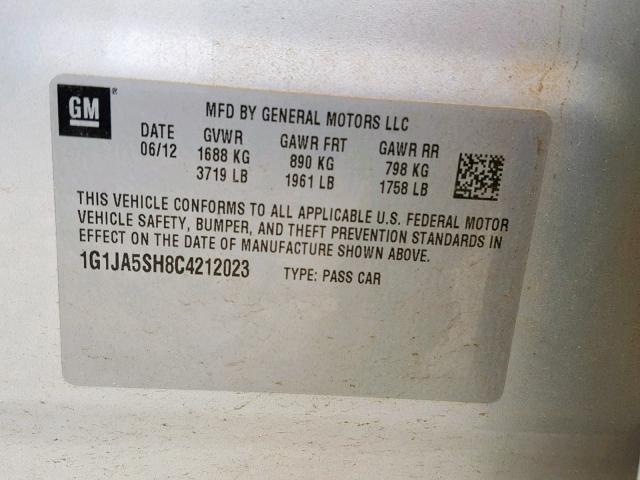 GM®
MFD BY GENERAL MOTORS LLC
DATE GVWR GAWR FRT GAWR RR
06/12 1688 KG 890 KG 798 KG
3719 LB 1961 LB 1758 LB
THIS VEHICLE CONFORMS TO ALL APPLICABLE U.S. FEDERAL MOTOR
VEHICLE SAFETY, BUMPER, AND THEFT PREVENTION STANDARDS IN
EFFECT ON THE DATE OF MANUFACTURE SHOWN ABOVE.
1G1JA5SH8C4212023 TYPE: PASS CAR